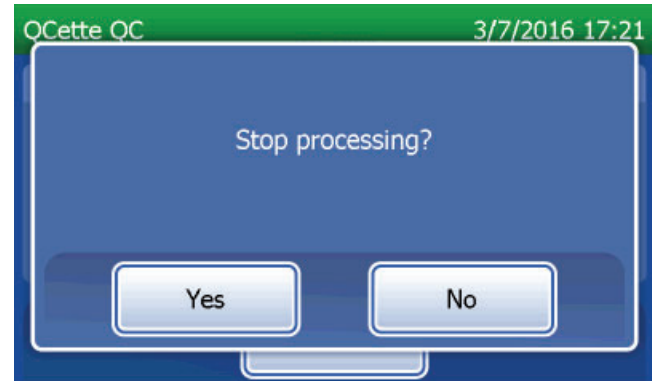 QCette QC 3/7/2016 17:21
Stop processing?
Yes No